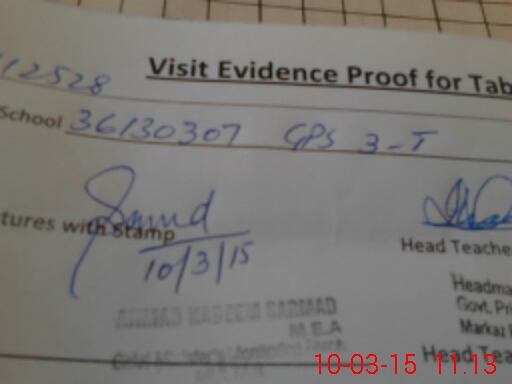 Visit Evidence Proof for Tab
12528
School 36130307 GPS 3-T
tures with Stamp
10/3/15
Head Teache
AHMAD NADEEM SARMAD
M E A
Headma
Govt. Pri
Markaz
Head Tea
10-03-15 11.13